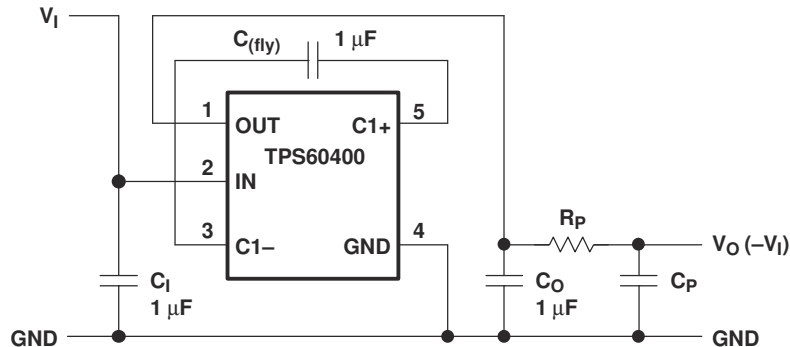 V_I
C_(fly) 1 μF
1 OUT
C1+ 5
TPS60400
2 IN
3 C1–
GND 4
R_P
V_O (–V_I)
C_I
1 μF
C_O
1 μF
C_P
GND
GND